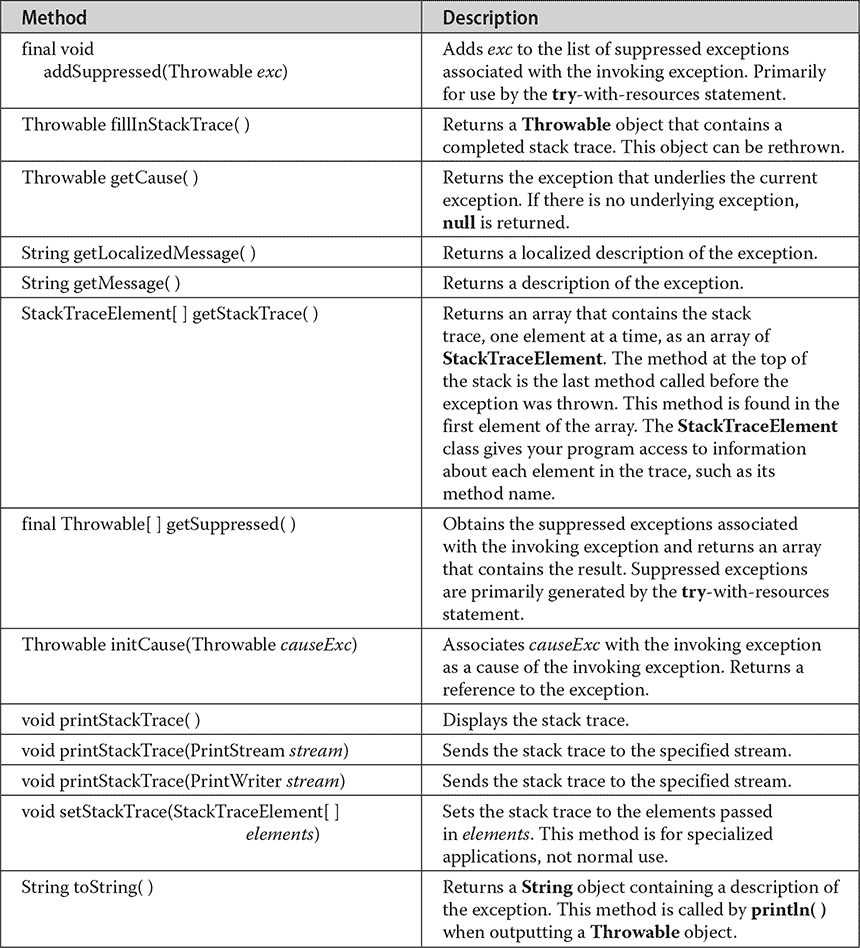 Method Description
final void
addSuppressed(Throwable exc)
Adds exc to the list of suppressed exceptions
associated with the invoking exception. Primarily
for use by the try-with-resources statement.
Throwable fillInStackTrace( )
Returns a Throwable object that contains a
completed stack trace. This object can be rethrown.
Throwable getCause( )
Returns the exception that underlies the current
exception. If there is no underlying exception,
null is returned.
String getLocalizedMessage( )
Returns a localized description of the exception.
String getMessage( )
Returns a description of the exception.
StackTraceElement[ ] getStackTrace( )
Returns an array that contains the stack
trace, one element at a time, as an array of
StackTraceElement. The method at the top of
the stack is the last method called before the
exception was thrown. This method is found in the
first element of the array. The StackTraceElement
class gives your program access to information
about each element in the trace, such as its
method name.
final Throwable[ ] getSuppressed( )
Obtains the suppressed exceptions associated
with the invoking exception and returns an array
that contains the result. Suppressed exceptions
are primarily generated by the try-with-resources
statement.
Throwable initCause(Throwable causeExc)
Associates causeExc with the invoking exception
as a cause of the invoking exception. Returns a
reference to the exception.
void printStackTrace( )
Displays the stack trace.
void printStackTrace(PrintStream stream)
Sends the stack trace to the specified stream.
void printStackTrace(PrintWriter stream)
Sends the stack trace to the specified stream.
void setStackTrace(StackTraceElement[ ]
elements)
Sets the stack trace to the elements passed
in elements. This method is for specialized
applications, not normal use.
String toString( )
Returns a String object containing a description of
the exception. This method is called by println( )
when outputting a Throwable object.